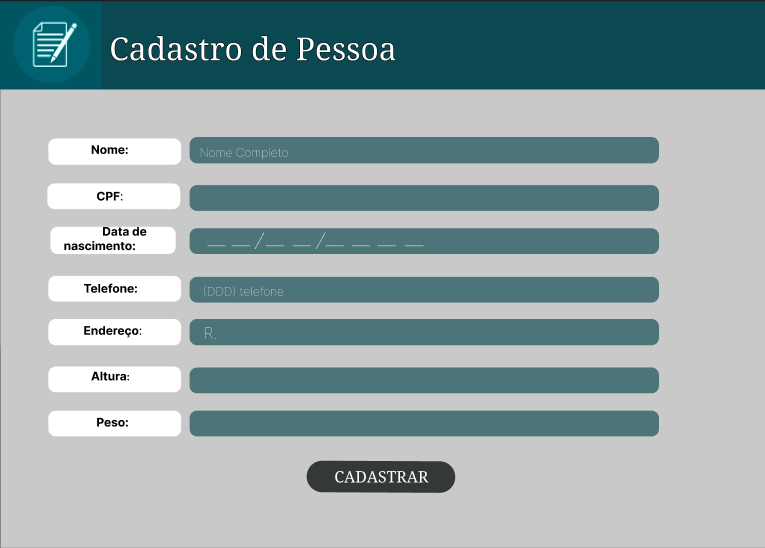 Cadastro de Pessoa
Nome:
Nome Completo
CPF:
Data de
nascimento:
__ __/__ __/__ __ __ __
Telefone:
(DDD) telefone
Endereço:
R.
Altura:
Peso:
CADASTRAR